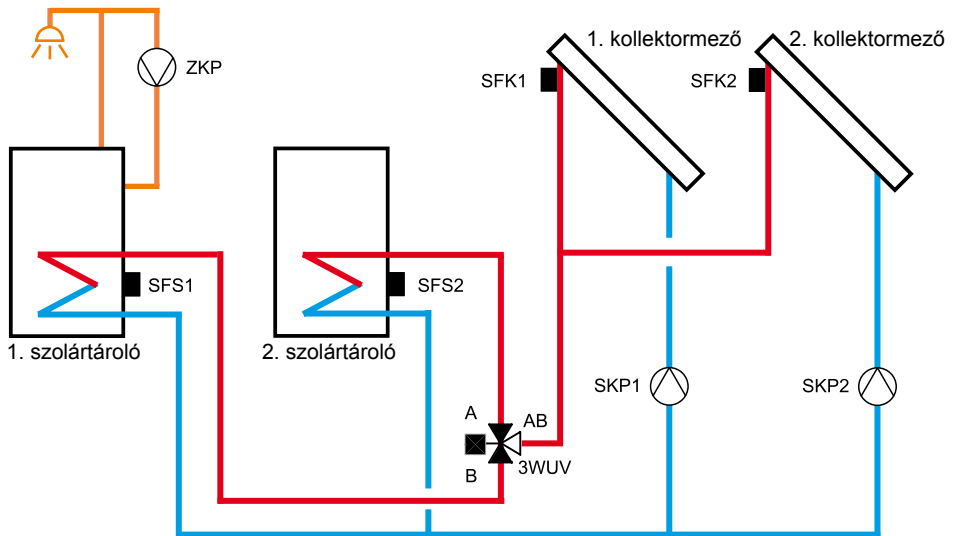 ZKP
1. kollektormező
2. kollektormező
SFK1
SFK2
SFS1
SFS2
1. szolártároló
2. szolártároló
SKP1
SKP2
A
AB
B
3WUV